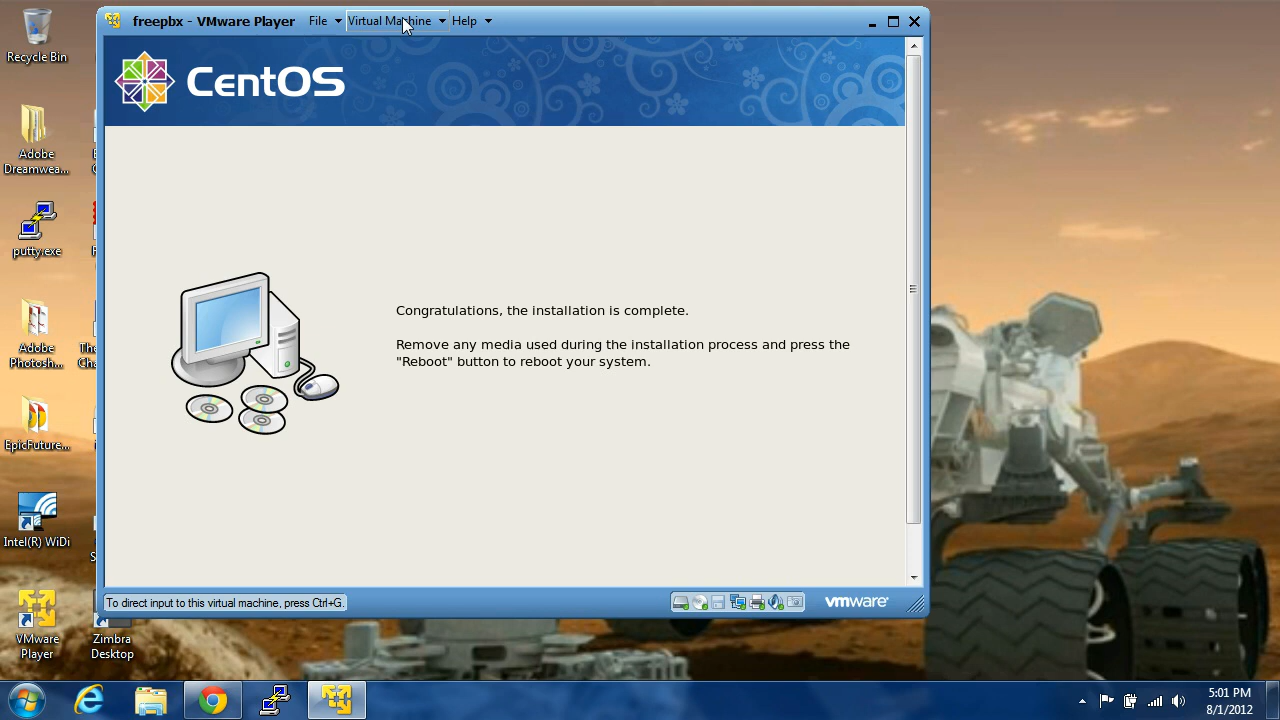 freepbx - VMware Player File Virtual Machine Help
Recycle Bin
CentOS
Adobe
Dreamwea...
putty.exe
Congratulations, the installation is complete.
Remove any media used during the installation process and press the
"Reboot" button to reboot your system.
Adobe
Photosh...
EpicFuture...
Intel(R) WiDi
To direct input to this virtual machine, press Ctrl+G.
vmware
VMware
Player
Zimbra
Desktop
5:01 PM
8/1/2012